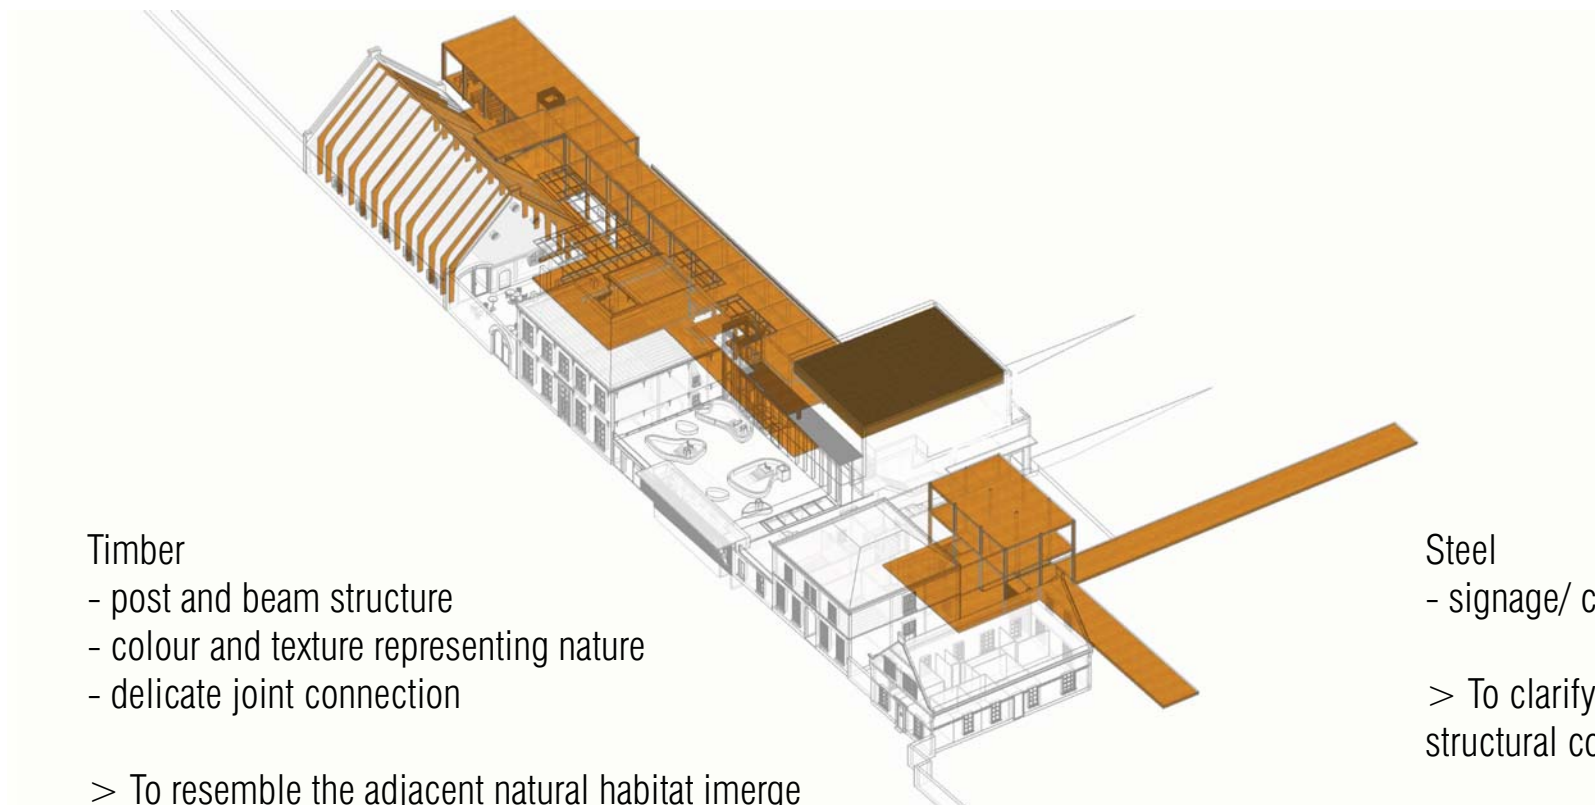 Timber
- post and beam structure
- colour and texture representing nature
- delicate joint connection
> To resemble the adjacent natural habitat imerge
Steel
- signage/ c
> To clarify
structural co